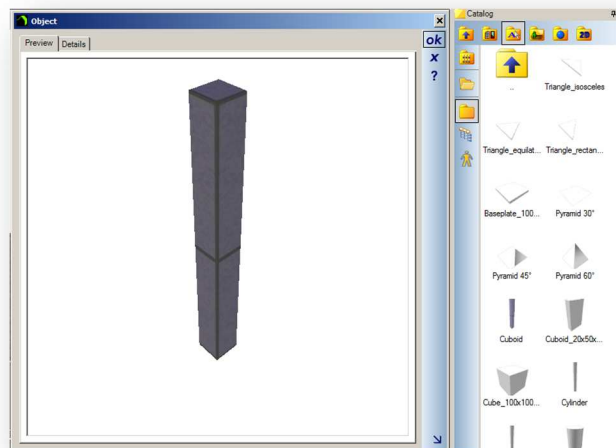 Object
Preview
Details
ok
x
?
Catalog
2D
..
Triangle_isosceles
Triangle_equilat...
Triangle_rectan...
Baseplate_100...
Pyramid 30°
Pyramid 45°
Pyramid 60°
Cuboid
Cuboid_20x50x...
Cube_100x100...
Cylinder